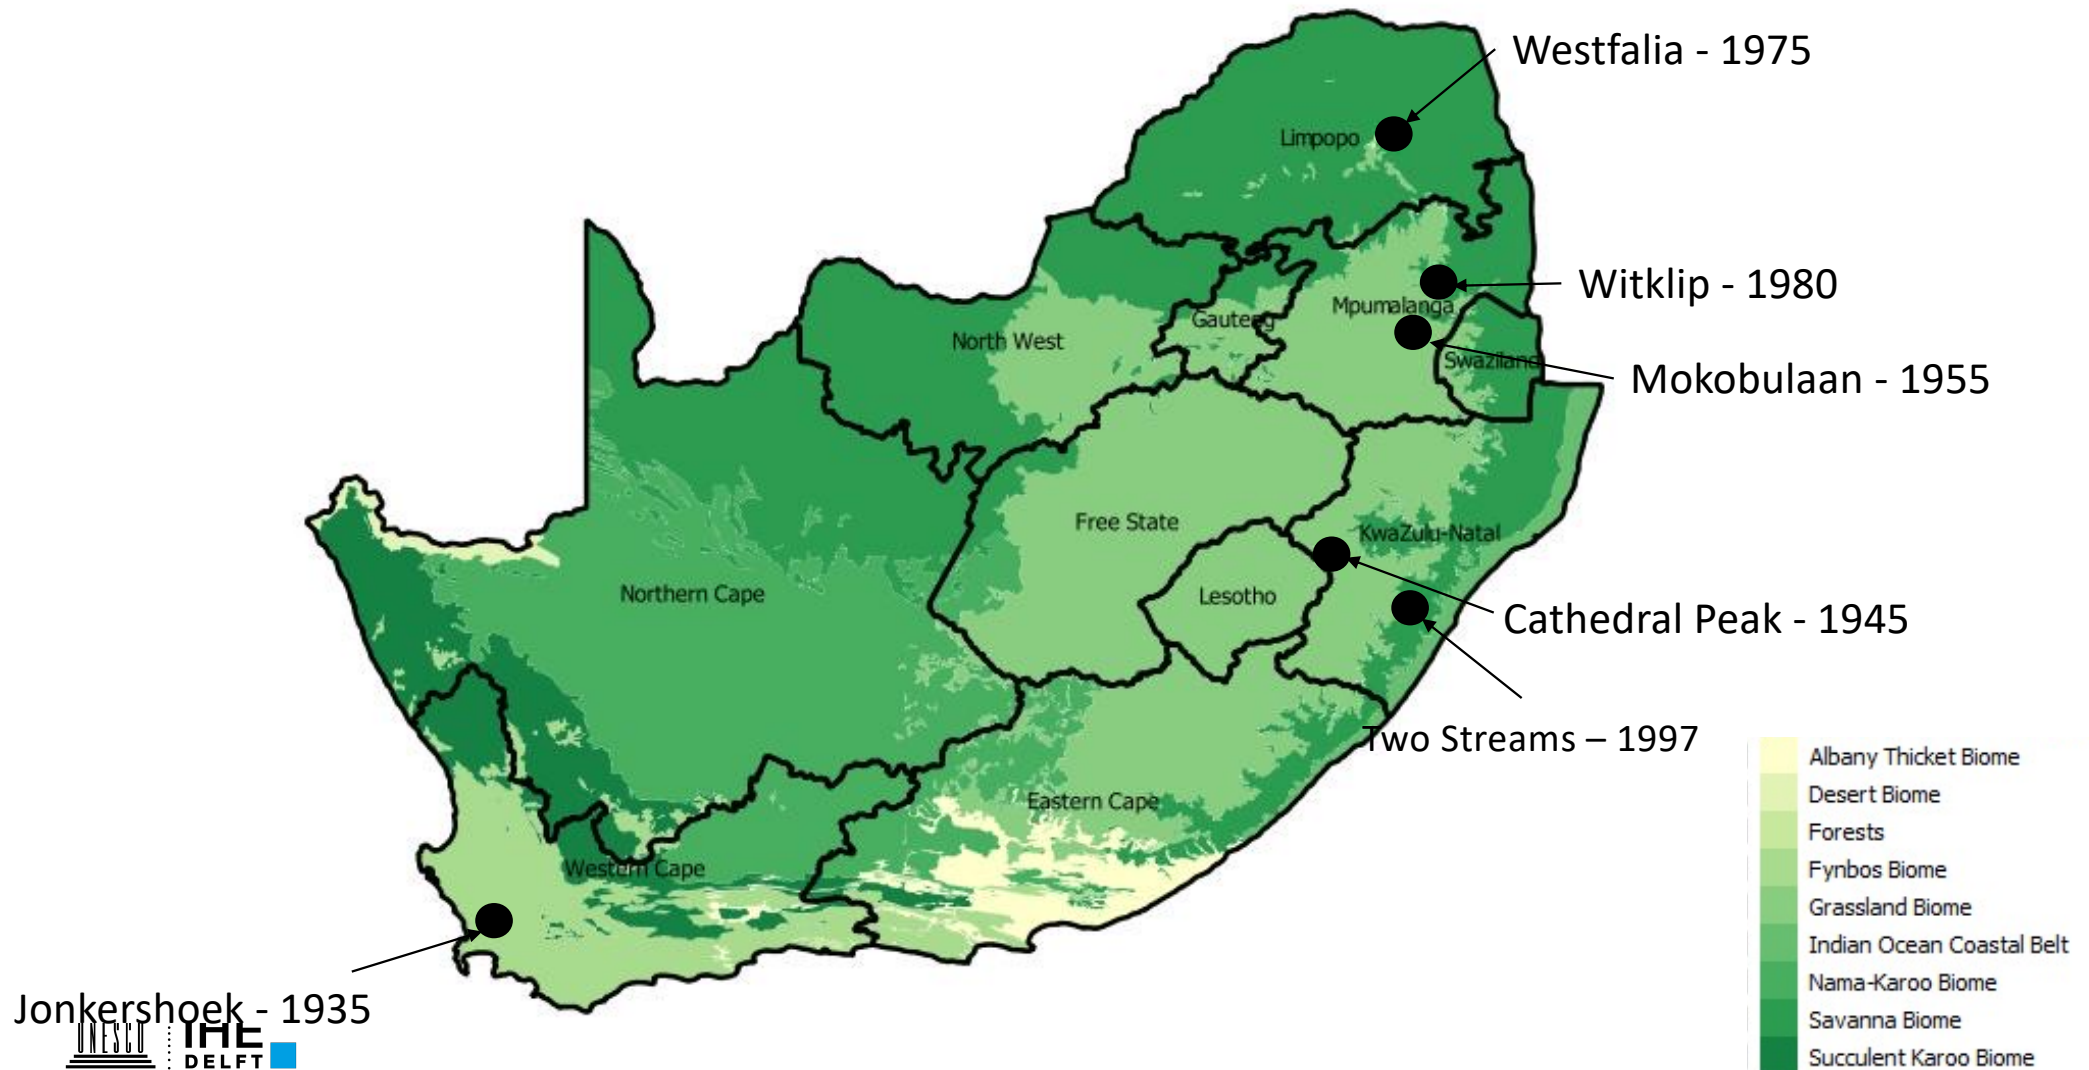 Westfalia - 1975
Limpopo
Witklip - 1980
Mpumalanga
Gauteng
North West
Swaziland
Mokobulaan - 1955
Free State
KwaZulu-Natal
Northern Cape
Lesotho
Cathedral Peak - 1945
Two Streams – 1997
Eastern Cape
Western Cape
Albany Thicket Biome
Desert Biome
Forests
Fynbos Biome
Grassland Biome
Indian Ocean Coastal Belt
Nama-Karoo Biome
Savanna Biome
Succulent Karoo Biome
Jonkershoek - 1935
UNESCO
IHE
DELFT